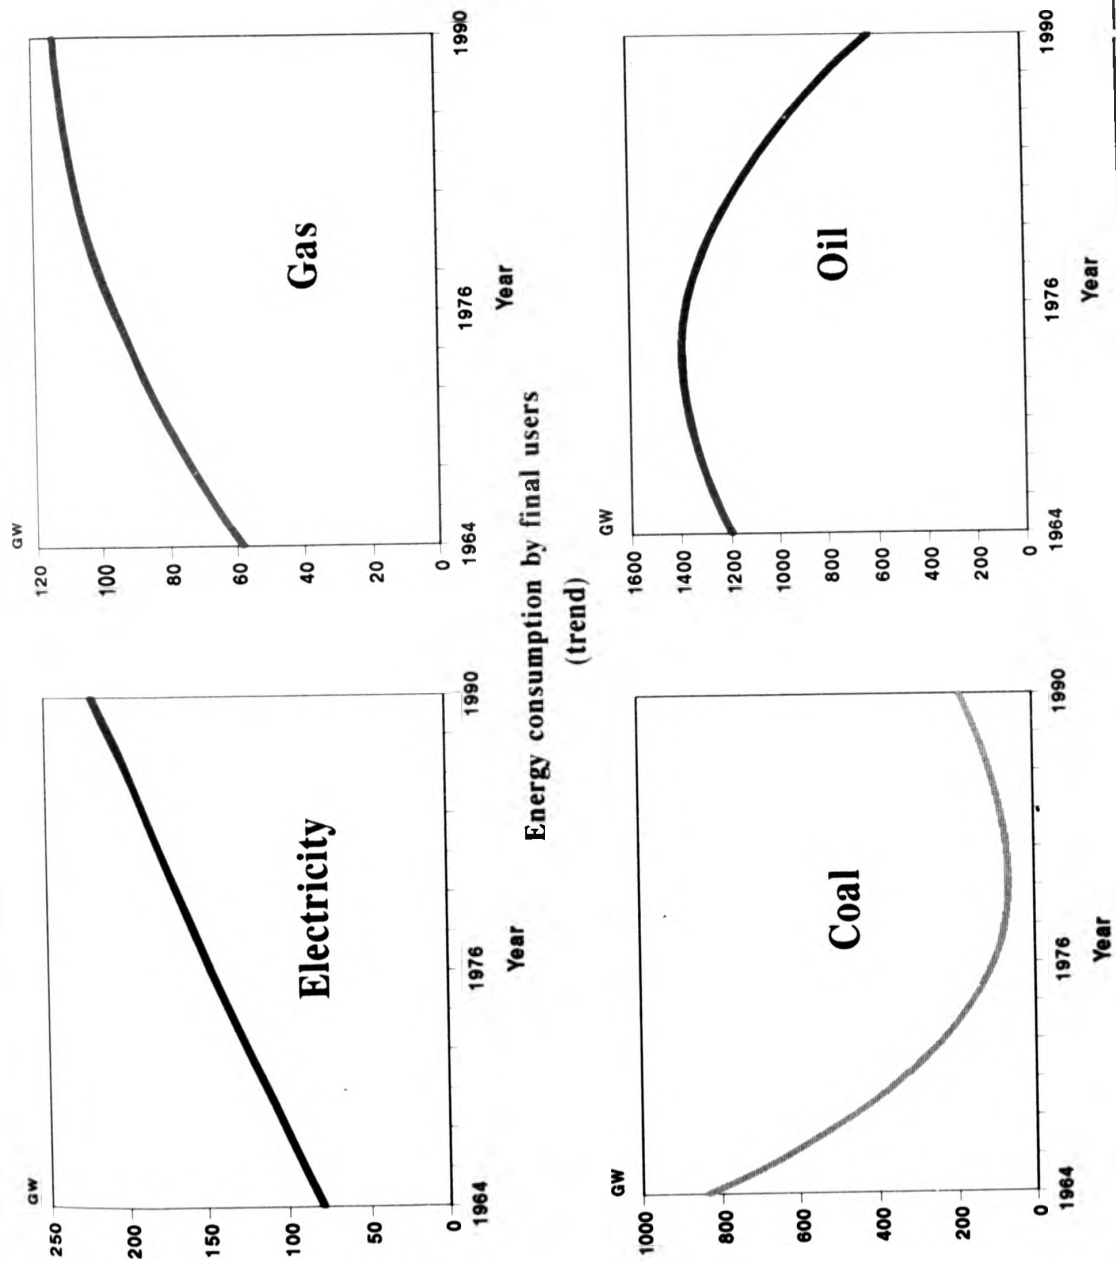 GW
250
200
150
100
50
0
Electricity
1964
1976
1990
Year
GW
120
100
80
60
40
20
0
Gas
1964
1976
1990
Year
Energy consumption by final users
(trend)
GW
1000
800
600
400
200
0
Coal
1964
1976
1990
Year
GW
1600
1400
1200
1000
800
600
400
200
0
Oil
1964
1976
1990
Year